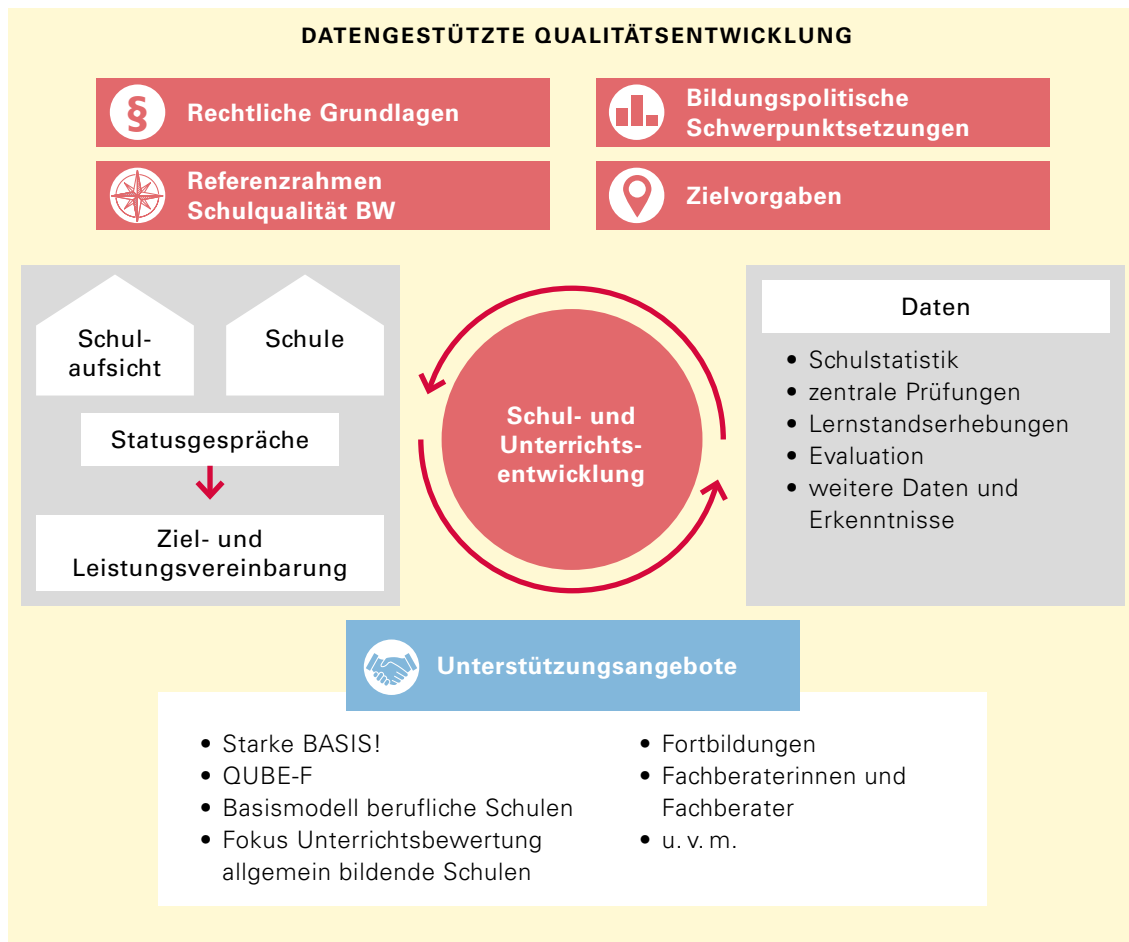 DATENGESTÜTZTE QUALITÄTSENTWICKLUNG
§
Rechtliche Grundlagen
Bildungspolitische
Schwerpunktsetzungen
Referenzrahmen
Schulqualität BW
Zielvorgaben
Schul-
aufsicht
Schule
Statusgespräche
Ziel- und
Leistungsvereinbarung
Schul- und
Unterrichts-
entwicklung
Daten
• Schulstatistik
• zentrale Prüfungen
• Lernstandserhebungen
• Evaluation
• weitere Daten und
Erkenntnisse
Unterstützungsangebote
• Starke BASIS!
• QUBE-F
• Basismodell berufliche Schulen
• Fokus Unterrichtsbewertung
allgemein bildende Schulen
• Fortbildungen
• Fachberaterinnen und
Fachberater
• u. v. m.